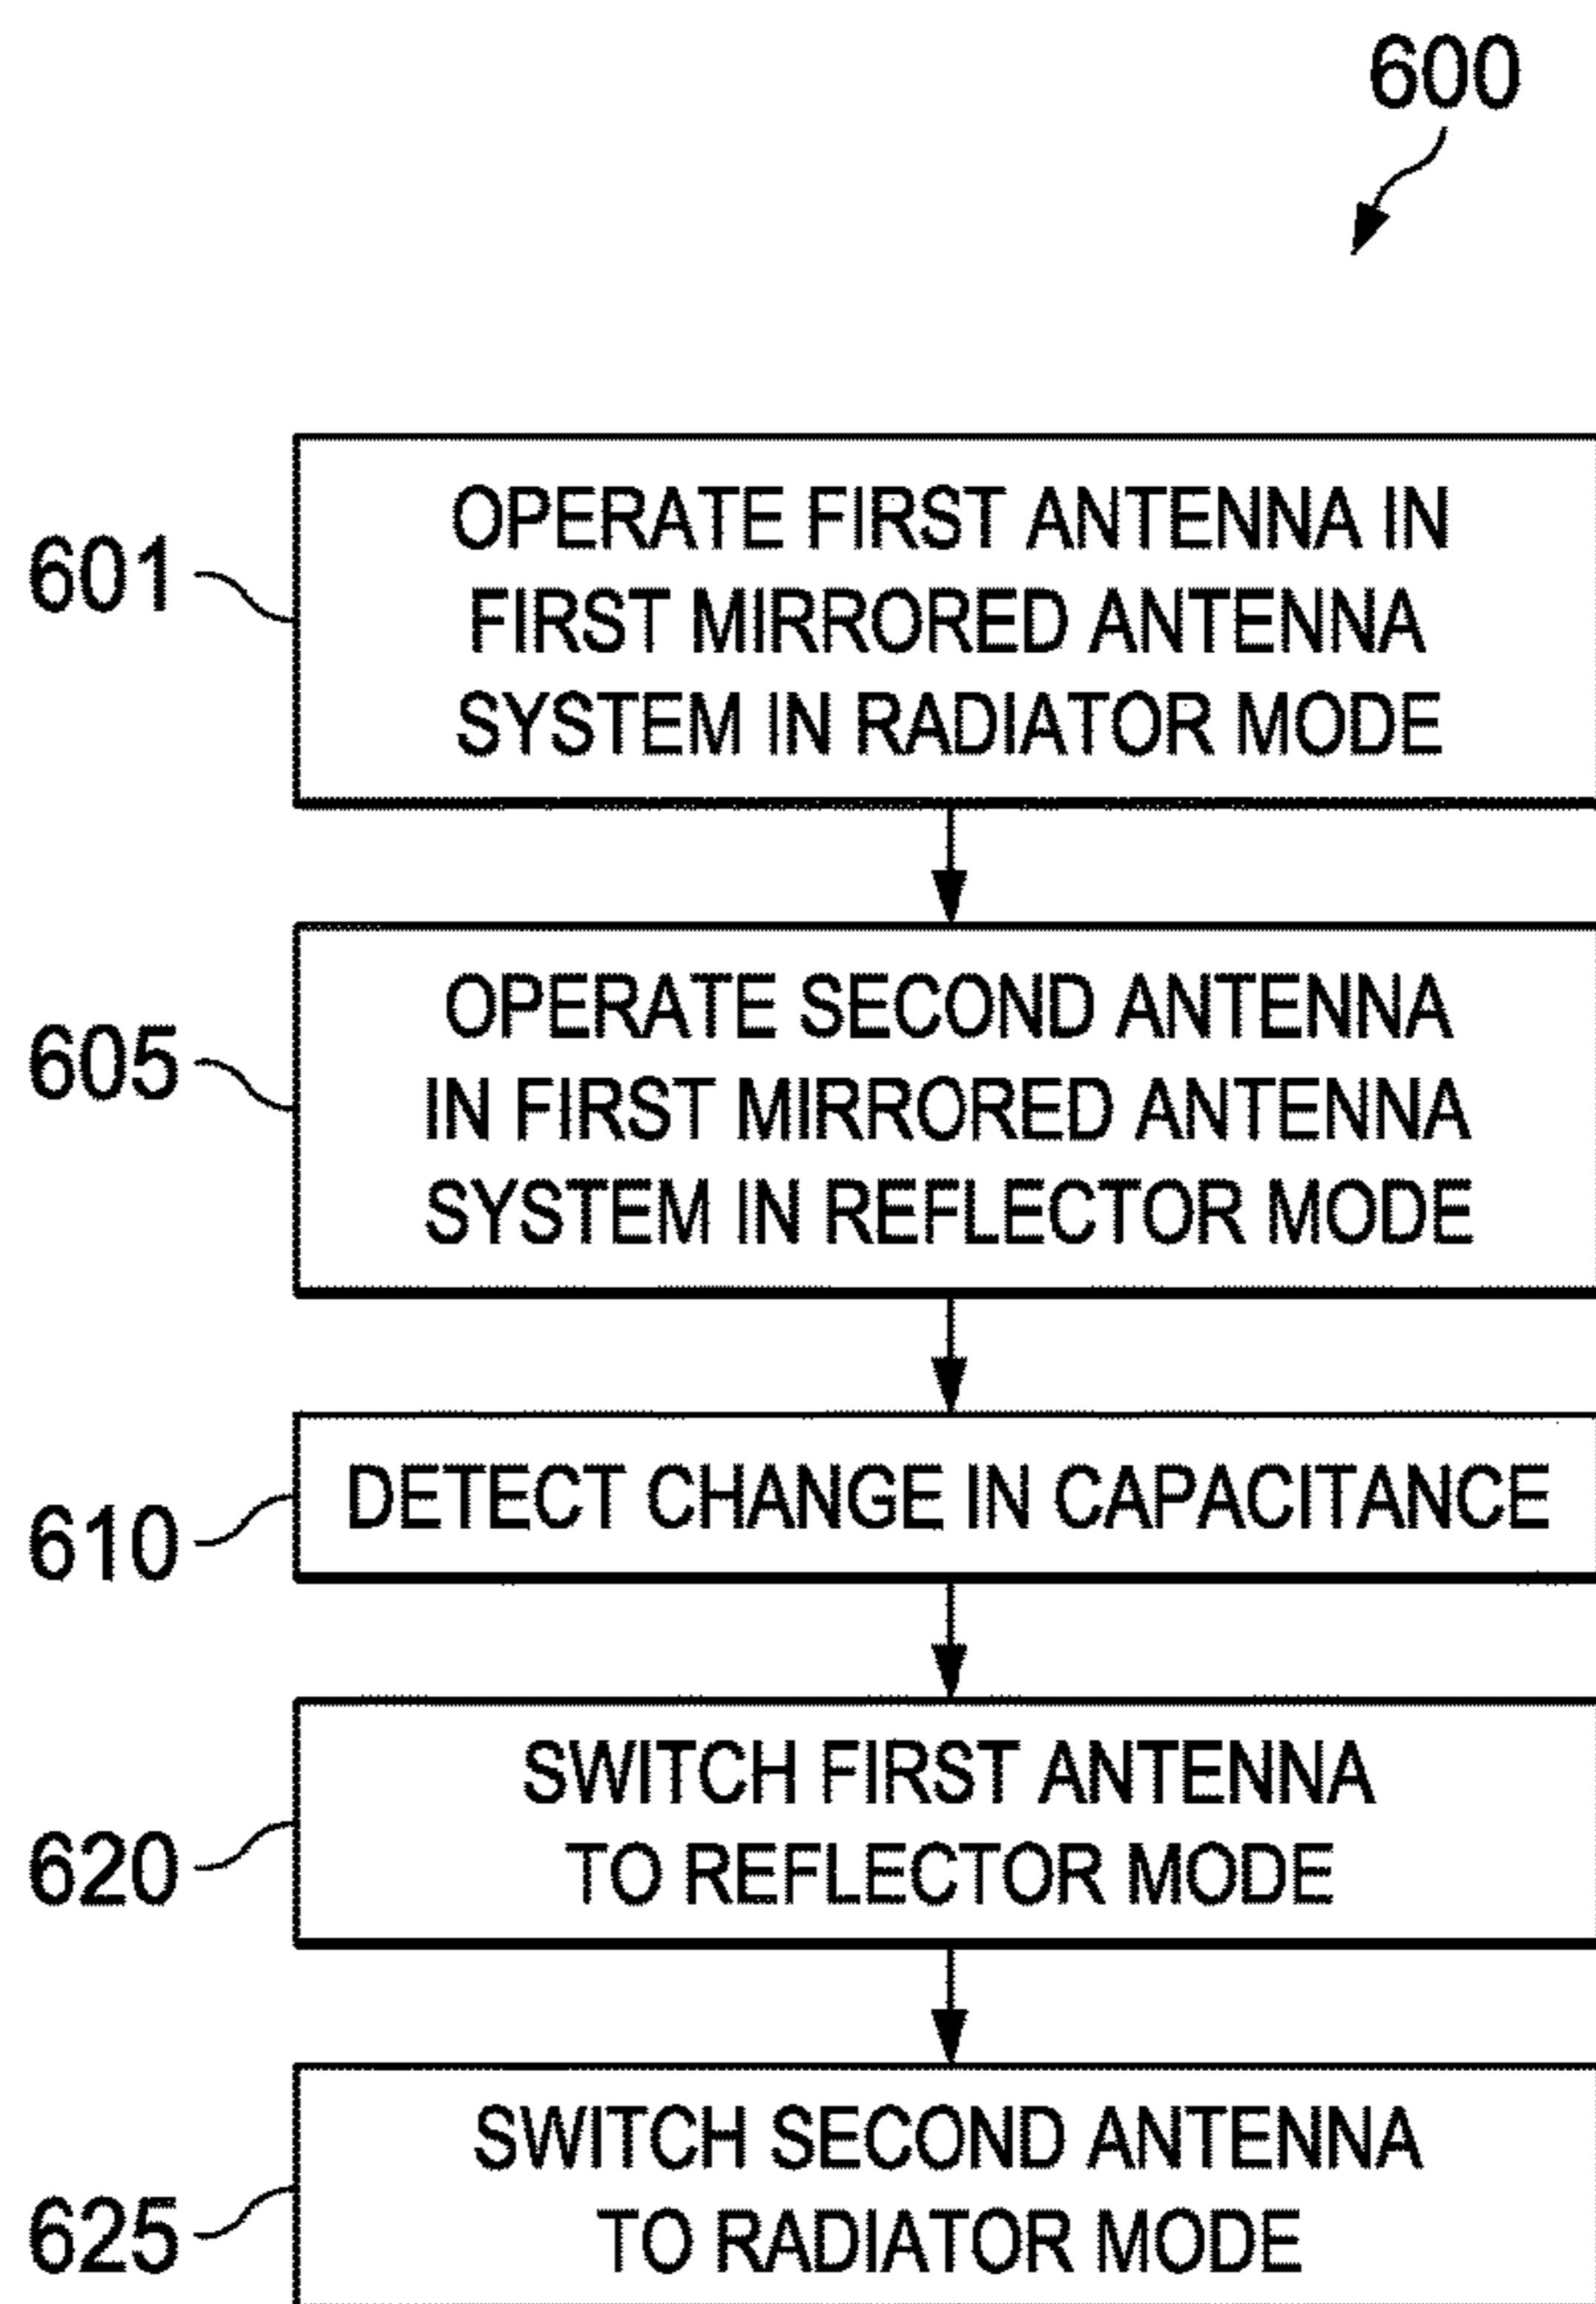 600
601
OPERATE FIRST ANTENNA IN
FIRST MIRRORED ANTENNA
SYSTEM IN RADIATOR MODE
605
OPERATE SECOND ANTENNA
IN FIRST MIRRORED ANTENNA
SYSTEM IN REFLECTOR MODE
610
DETECT CHANGE IN CAPACITANCE
620
SWITCH FIRST ANTENNA
TO REFLECTOR MODE
625
SWITCH SECOND ANTENNA
TO RADIATOR MODE